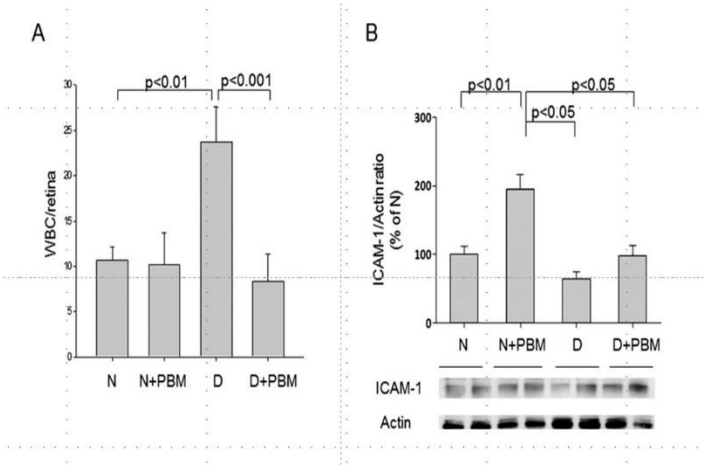 A
p<0.01
p<0.001
30
25
20
15
10
5
0
WBC/retina
N N+PBM D D+PBM
B
p<0.01
p<0.05
p<0.05
300
200
100
0
ICAM-1/Actin ratio
(% of N)
N N+PBM D D+PBM
ICAM-1
Actin